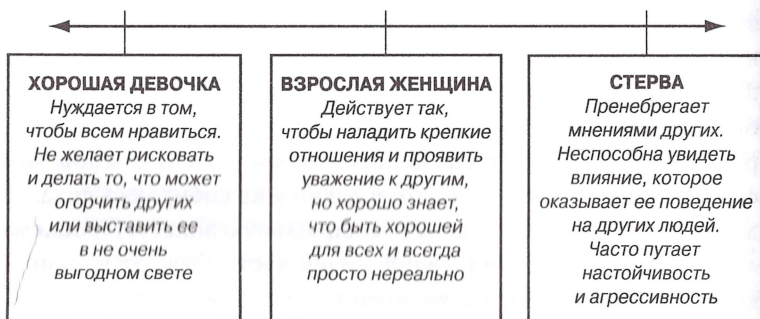 ХОРОШАЯ ДЕВОЧКА
Нуждается в том,
чтобы всем нравиться.
Не желает рисковать
и делать то, что может
огорчить других
или выставить ее
в не очень
выгодном свете
ВЗРОСЛАЯ ЖЕНЩИНА
Действует так,
чтобы наладить крепкие
отношения и проявить
уважение к другим,
но хорошо знает,
что быть хорошей
для всех и всегда
просто нереально
СТЕРВА
Пренебрегает
мнениями других.
Неспособна увидеть
влияние, которое
оказывает ее поведение
на других людей.
Часто путает
настойчивость
и агрессивность